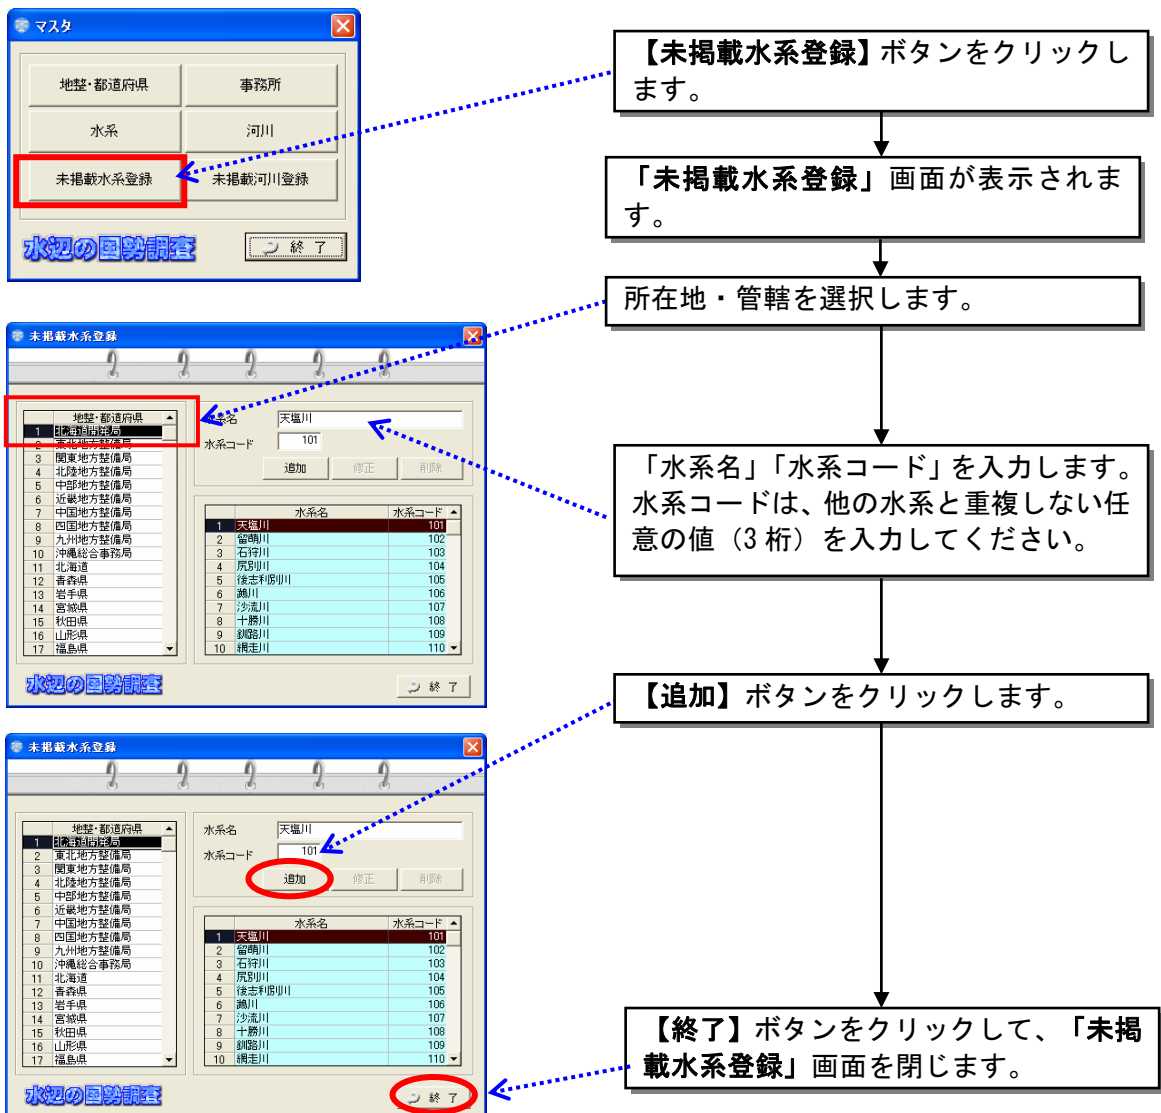 マスタ
地整･都道府県
事務所
水系
河川
未掲載水系登録
未掲載河川登録
水辺の国勢調査
終 了
【未掲載水系登録】ボタンをクリックし
ます。
「未掲載水系登録」画面が表示されま
す。
所在地・管轄を選択します。
「水系名」「水系コード」を入力します。
水系コードは、他の水系と重複しない任
意の値（3 桁）を入力してください。
【追加】ボタンをクリックします。
【終了】ボタンをクリックして、「未掲
載水系登録」画面を閉じます。
未掲載水系登録
地整･都道府県
1 北海道開発局
2 東北地方整備局
3 関東地方整備局
4 北陸地方整備局
5 中部地方整備局
6 近畿地方整備局
7 中国地方整備局
8 四国地方整備局
9 九州地方整備局
10 沖縄総合事務局
11 北海道
12 青森県
13 岩手県
14 宮城県
15 秋田県
16 山形県
17 福島県
水系名 天塩川
水系コード 101
追加 修正 削除
水系名 水系コード
1 天塩川 101
2 留萌川 102
3 石狩川 103
4 尻別川 104
5 後志利別川 105
6 鵡川 106
7 沙流川 107
8 十勝川 108
9 釧路川 109
10 網走川 110
水辺の国勢調査
終 了
未掲載水系登録
地整･都道府県
1 北海道開発局
2 東北地方整備局
3 関東地方整備局
4 北陸地方整備局
5 中部地方整備局
6 近畿地方整備局
7 中国地方整備局
8 四国地方整備局
9 九州地方整備局
10 沖縄総合事務局
11 北海道
12 青森県
13 岩手県
14 宮城県
15 秋田県
16 山形県
17 福島県
水系名 天塩川
水系コード 101
追加 修正 削除
水系名 水系コード
1 天塩川 101
2 留萌川 102
3 石狩川 103
4 尻別川 104
5 後志利別川 105
6 鵡川 106
7 沙流川 107
8 十勝川 108
9 釧路川 109
10 網走川 110
水辺の国勢調査
終 了